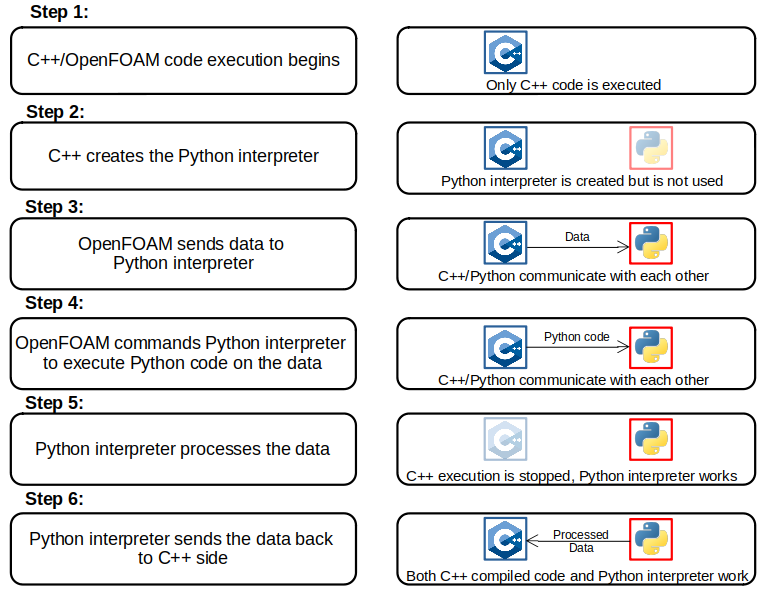 Step 1:
C++/OpenFOAM code execution begins
Only C++ code is executed
Step 2:
C++ creates the Python interpreter
Python interpreter is created but is not used
Step 3:
OpenFOAM sends data to
Python interpreter
Data
C++/Python communicate with each other
Step 4:
OpenFOAM commands Python interpreter
to execute Python code on the data
Python code
C++/Python communicate with each other
Step 5:
Python interpreter processes the data
C++ execution is stopped, Python interpreter works
Step 6:
Python interpreter sends the data back
to C++ side
Processed
Data
Both C++ compiled code and Python interpreter work